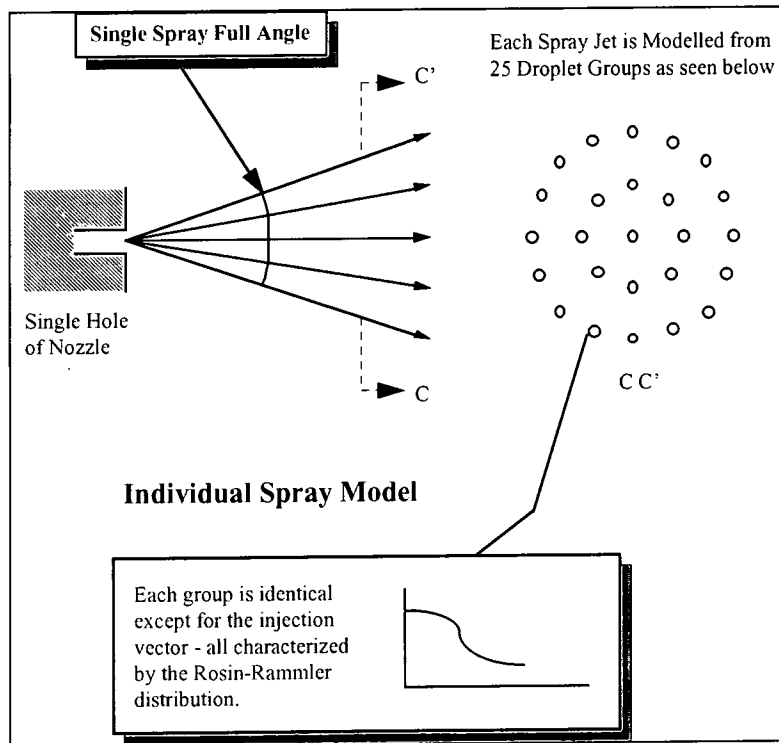 Single Spray Full Angle
Each Spray Jet is Modelled from
25 Droplet Groups as seen below
C'
Single Hole
of Nozzle
C
C C'
Individual Spray Model
Each group is identical
except for the injection
vector - all characterized
by the Rosin-Rammler
distribution.